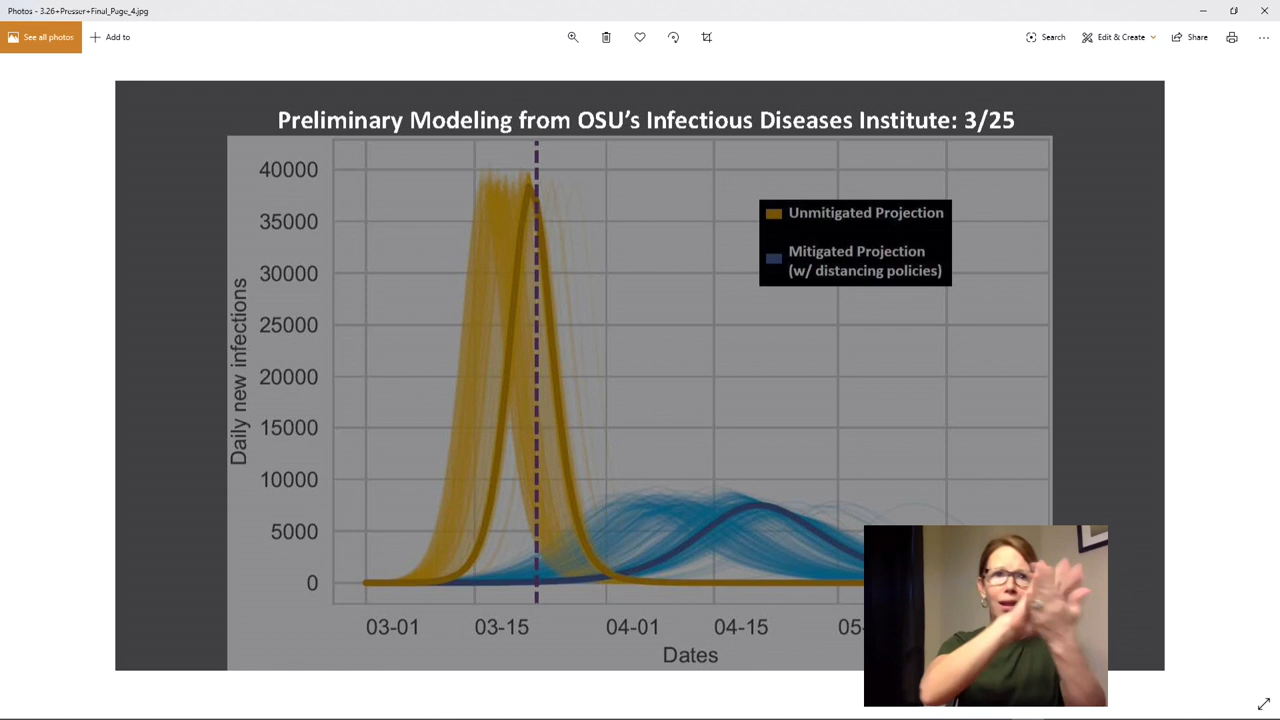 Photos - 3.26+Presser+Final_Page_4.jpg
See all photos
Add to
Search
Edit & Create
Share
Preliminary Modeling from OSU's Infectious Diseases Institute: 3/25
40000
35000
30000
25000
20000
15000
10000
5000
0
Daily new infections
Unmitigated Projection
Mitigated Projection
(w/ distancing policies)
03-01
03-15
04-01
04-15
05-
Dates